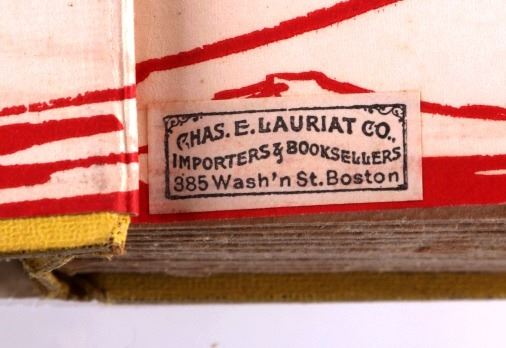 CHAS. E. LAURIAT CO.,
IMPORTERS & BOOKSELLERS
385 Wash'n St. Boston